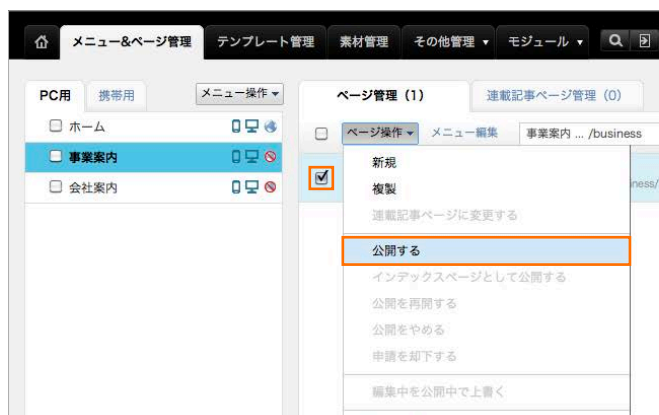 メニュー&ページ管理 テンプレート管理 素材管理 その他管理 ▼ モジュール ▼
PC用 携帯用 メニュー操作 ▼
ホーム
事業案内
会社案内
ページ管理（1） 連載記事ページ管理（0）
ページ操作 ▼ メニュー編集 事業案内 ... /business
新規
複製
連載記事ページに変更する
公開する
インデックスページとして公開する
公開を再開する
公開をやめる
申請を却下する
編集中を公開中で上書く
iness/